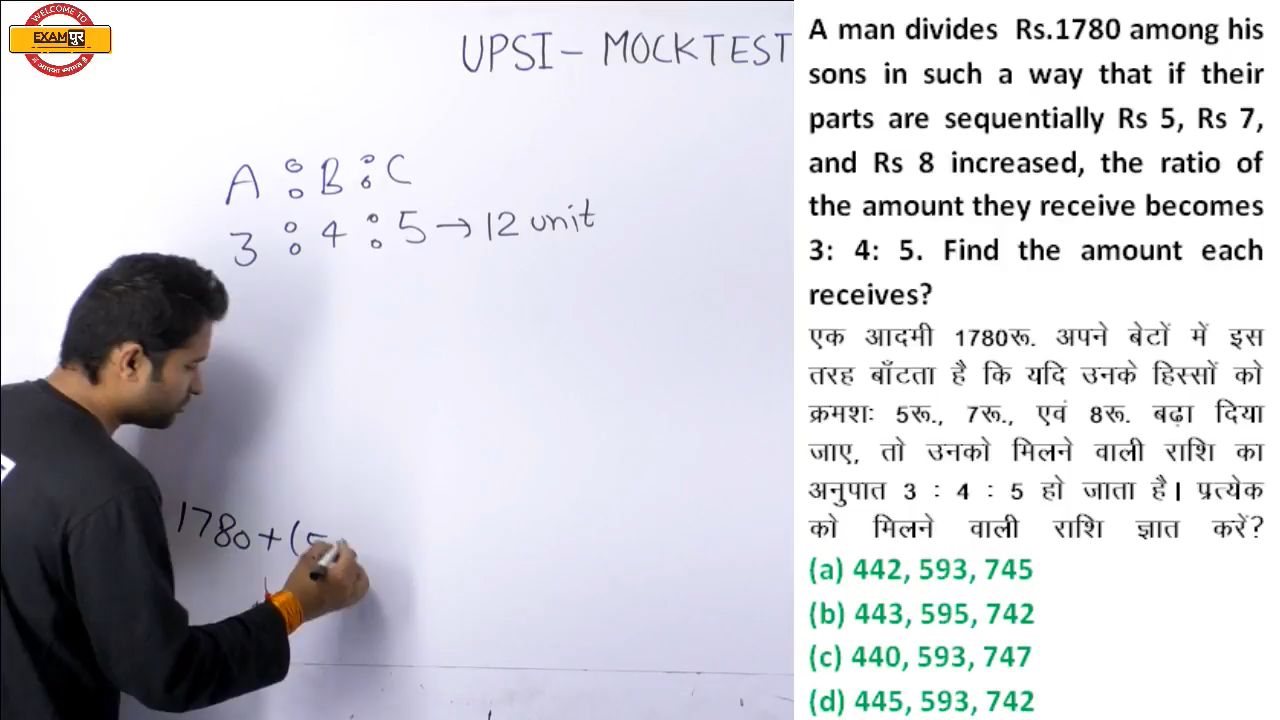 WELCOME TO
EXAMपुर
UPSI - MOCKTEST
A : B : C
3 : 4 : 5 → 12 unit
1780 + (5
A man divides Rs.1780 among his
sons in such a way that if their
parts are sequentially Rs 5, Rs 7,
and Rs 8 increased, the ratio of
the amount they receive becomes
3: 4: 5. Find the amount each
receives?
एक आदमी 1780रू. अपने बेटों में इस
तरह बाँटता है कि यदि उनके हिस्सों को
क्रमशः 5रू., 7रू., एवं 8रू. बढ़ा दिया
जाए, तो उनको मिलने वाली राशि का
अनुपात 3 : 4 : 5 हो जाता है। प्रत्येक
को मिलने वाली राशि ज्ञात करें?
(a) 442, 593, 745
(b) 443, 595, 742
(c) 440, 593, 747
(d) 445, 593, 742